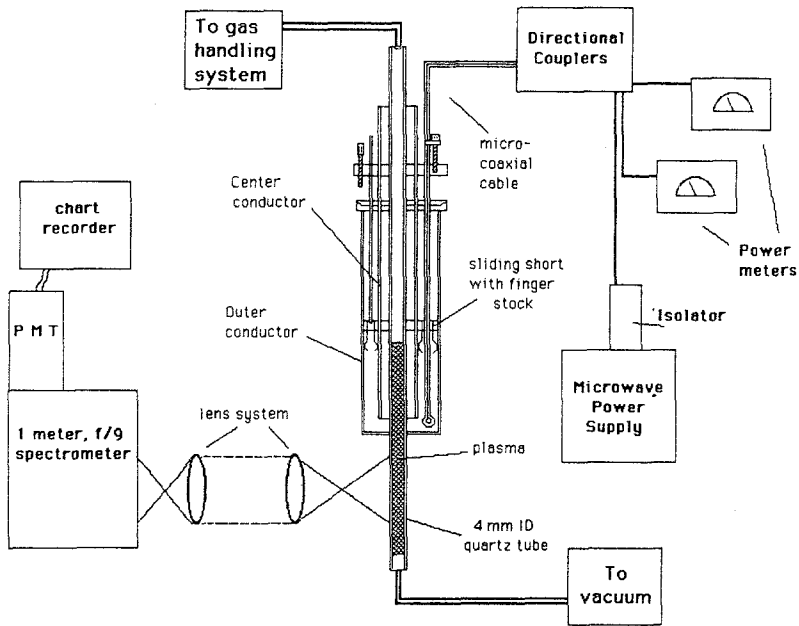 To gas
handling
system
Directional
Couplers
micro-
coaxial
cable
Center
conductor
chart
recorder
Power
meters
sliding short
with finger
stock
Outer
conductor
Isolator
P M T
Microwave
Power
Supply
lens system
1 meter, f/9
spectrometer
plasma
4 mm ID
quartz tube
To
vacuum